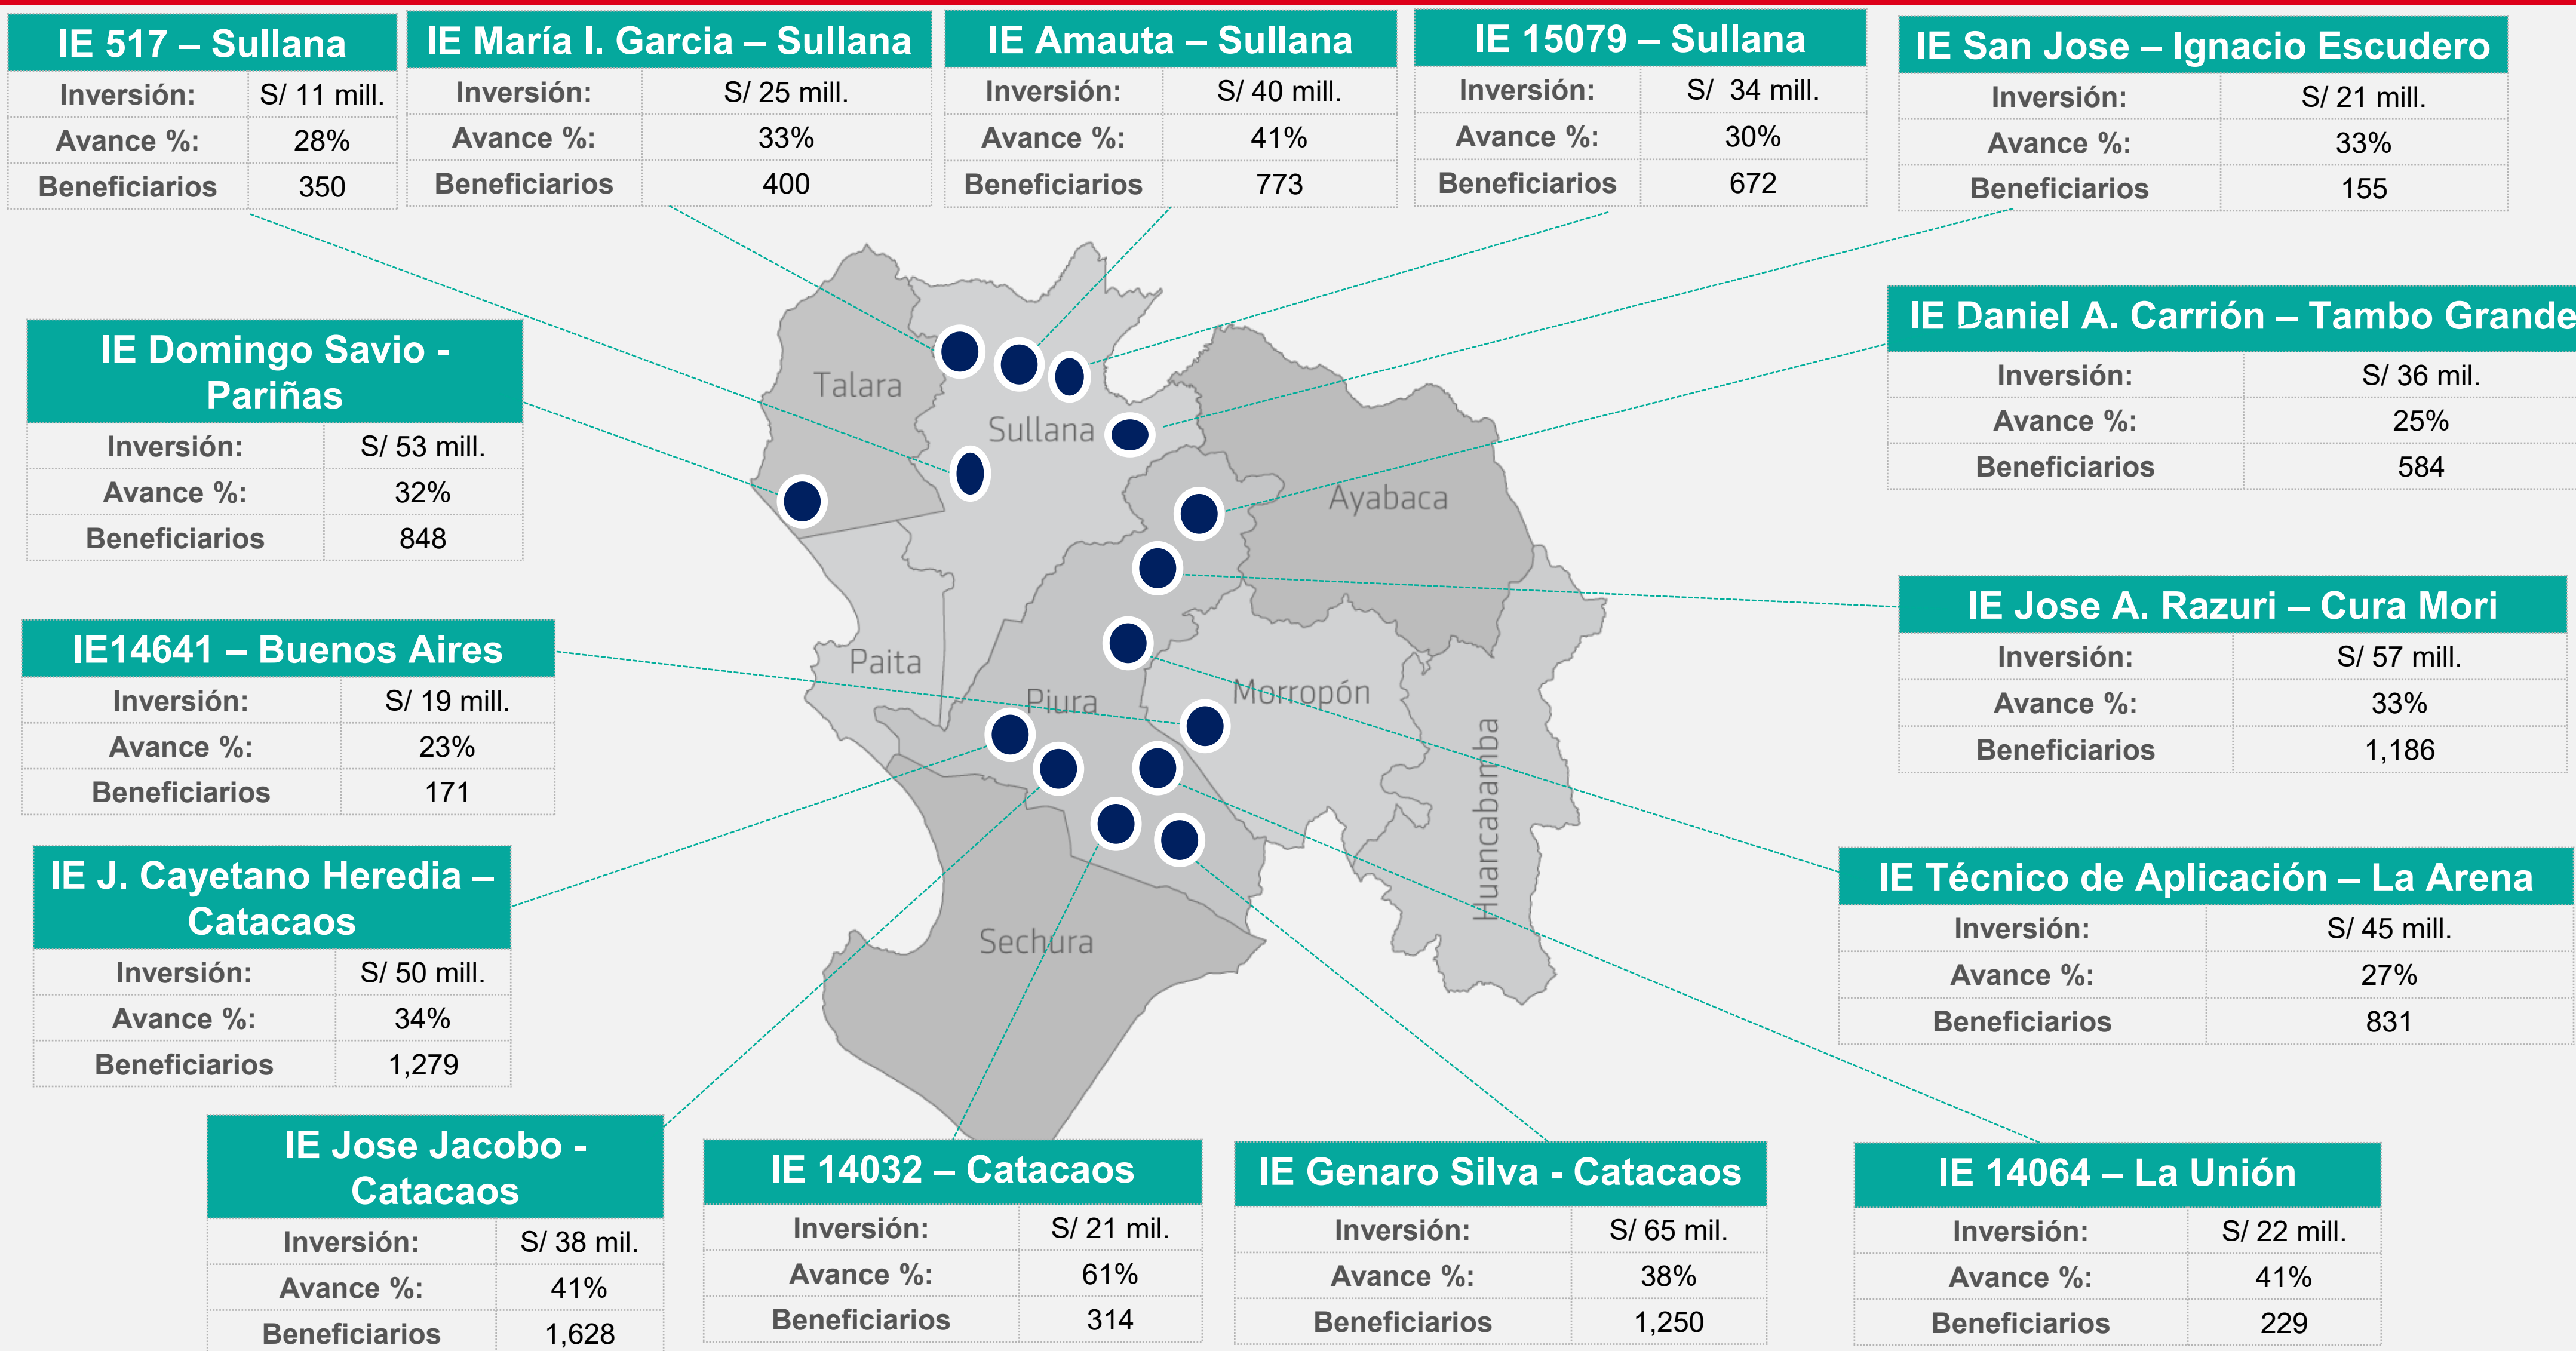 IE 517 – Sullana
Inversión: S/ 11 mill.
Avance %: 28%
Beneficiarios 350
IE María I. Garcia – Sullana
Inversión: S/ 25 mill.
Avance %: 33%
Beneficiarios 400
IE Amauta – Sullana
Inversión: S/ 40 mill.
Avance %: 41%
Beneficiarios 773
IE 15079 – Sullana
Inversión: S/ 34 mill.
Avance %: 30%
Beneficiarios 672
IE San Jose – Ignacio Escudero
Inversión: S/ 21 mill.
Avance %: 33%
Beneficiarios 155
IE Domingo Savio -
Pariñas
Inversión: S/ 53 mill.
Avance %: 32%
Beneficiarios 848
IE Daniel A. Carrión – Tambo Grande
Inversión: S/ 36 mil.
Avance %: 25%
Beneficiarios 584
Talara
Sullana
Ayabaca
Paita
Piura
Morropón
Huancabamba
Sechura
IE14641 – Buenos Aires
Inversión: S/ 19 mill.
Avance %: 23%
Beneficiarios 171
IE Jose A. Razuri – Cura Mori
Inversión: S/ 57 mill.
Avance %: 33%
Beneficiarios 1,186
IE J. Cayetano Heredia –
Catacaos
Inversión: S/ 50 mill.
Avance %: 34%
Beneficiarios 1,279
IE Técnico de Aplicación – La Arena
Inversión: S/ 45 mill.
Avance %: 27%
Beneficiarios 831
IE Jose Jacobo -
Catacaos
Inversión: S/ 38 mil.
Avance %: 41%
Beneficiarios 1,628
IE 14032 – Catacaos
Inversión: S/ 21 mil.
Avance %: 61%
Beneficiarios 314
IE Genaro Silva - Catacaos
Inversión: S/ 65 mil.
Avance %: 38%
Beneficiarios 1,250
IE 14064 – La Unión
Inversión: S/ 22 mill.
Avance %: 41%
Beneficiarios 229